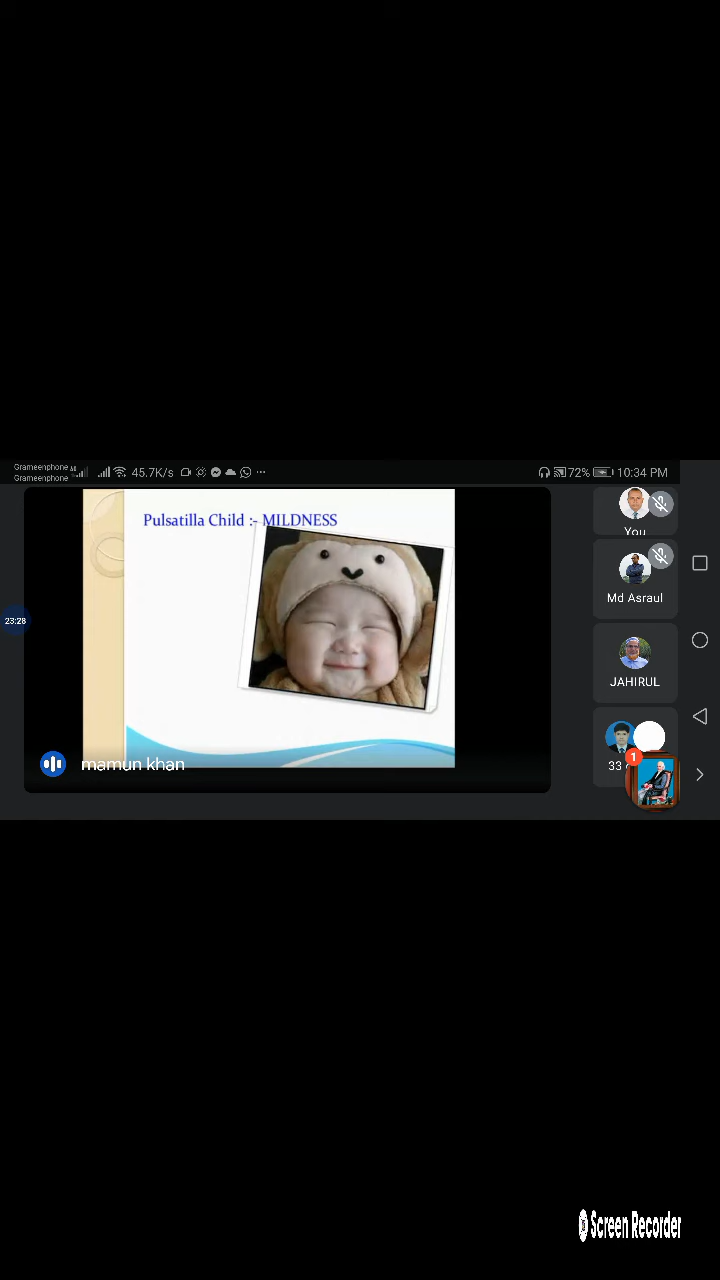 Grameenphone
Grameenphone
45.7K/s
72%
10:34 PM
Pulsatilla Child :- MILDNESS
You
Md Asraul
23:28
JAHIRUL
mamun khan
33
1
Screen Recorder